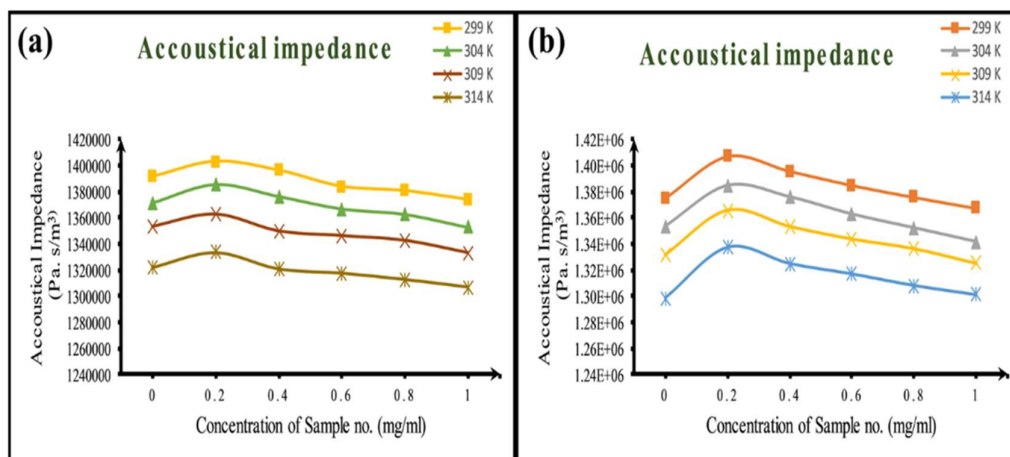 (a)
Accoustical impedance
299 K
304 K
309 K
314 K
Accoustical Impedance
(Pa. s/m³)
1420000
1400000
1380000
1360000
1340000
1320000
1300000
1280000
1260000
1240000
0 0.2 0.4 0.6 0.8 1
Concentration of Sample no. (mg/ml)
(b)
Accoustical impedance
299 K
304 K
309 K
314 K
Accoustical Impedance
(Pa. s/m³)
1.42E+06
1.40E+06
1.38E+06
1.36E+06
1.34E+06
1.32E+06
1.30E+06
1.28E+06
1.26E+06
1.24E+06
0 0.2 0.4 0.6 0.8 1
Concentration of Sample no. (mg/ml)